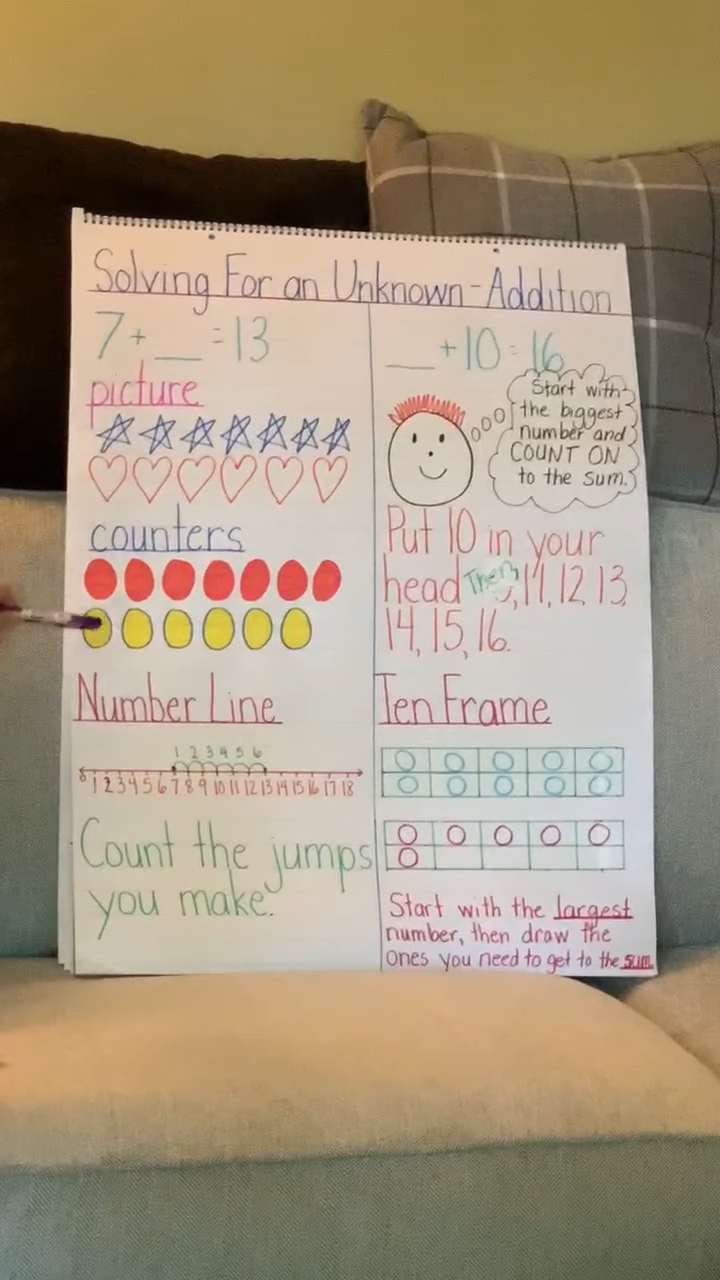 Solving For an Unknown-Addition
7 + __ = 13
picture
counters
Number Line
1 2 3 4 5 6
0 1 2 3 4 5 6 7 8 9 10 11 12 13 14 15 16 17 18
Count the jumps
you make.
__ + 10 = 16
Start with
the biggest
number and
COUNT ON
to the sum.
Put 10 in your
head Then, 11, 12, 13,
14, 15, 16.
Ten Frame
Start with the largest
number, then draw the
ones you need to get to the sum.